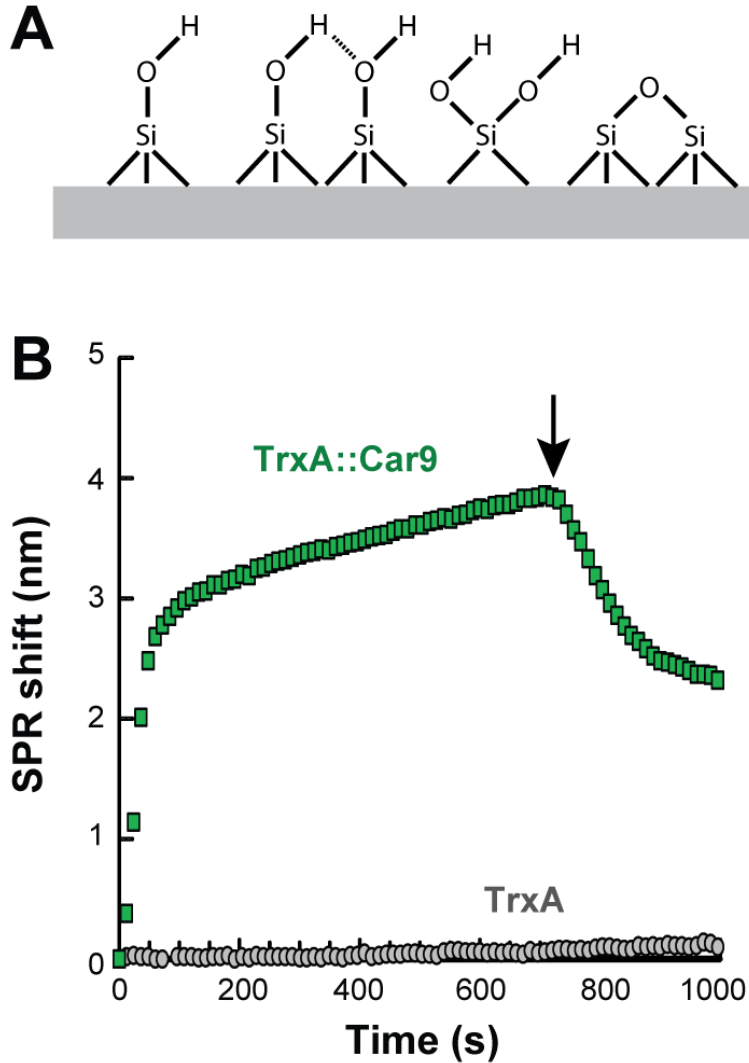 A
H H H H H
O O O O O O
Si Si Si Si Si Si
B
5
TrxA::Car9
4
3
2
1
TrxA
0
0 200 400 600 800 1000
SPR shift (nm)
Time (s)